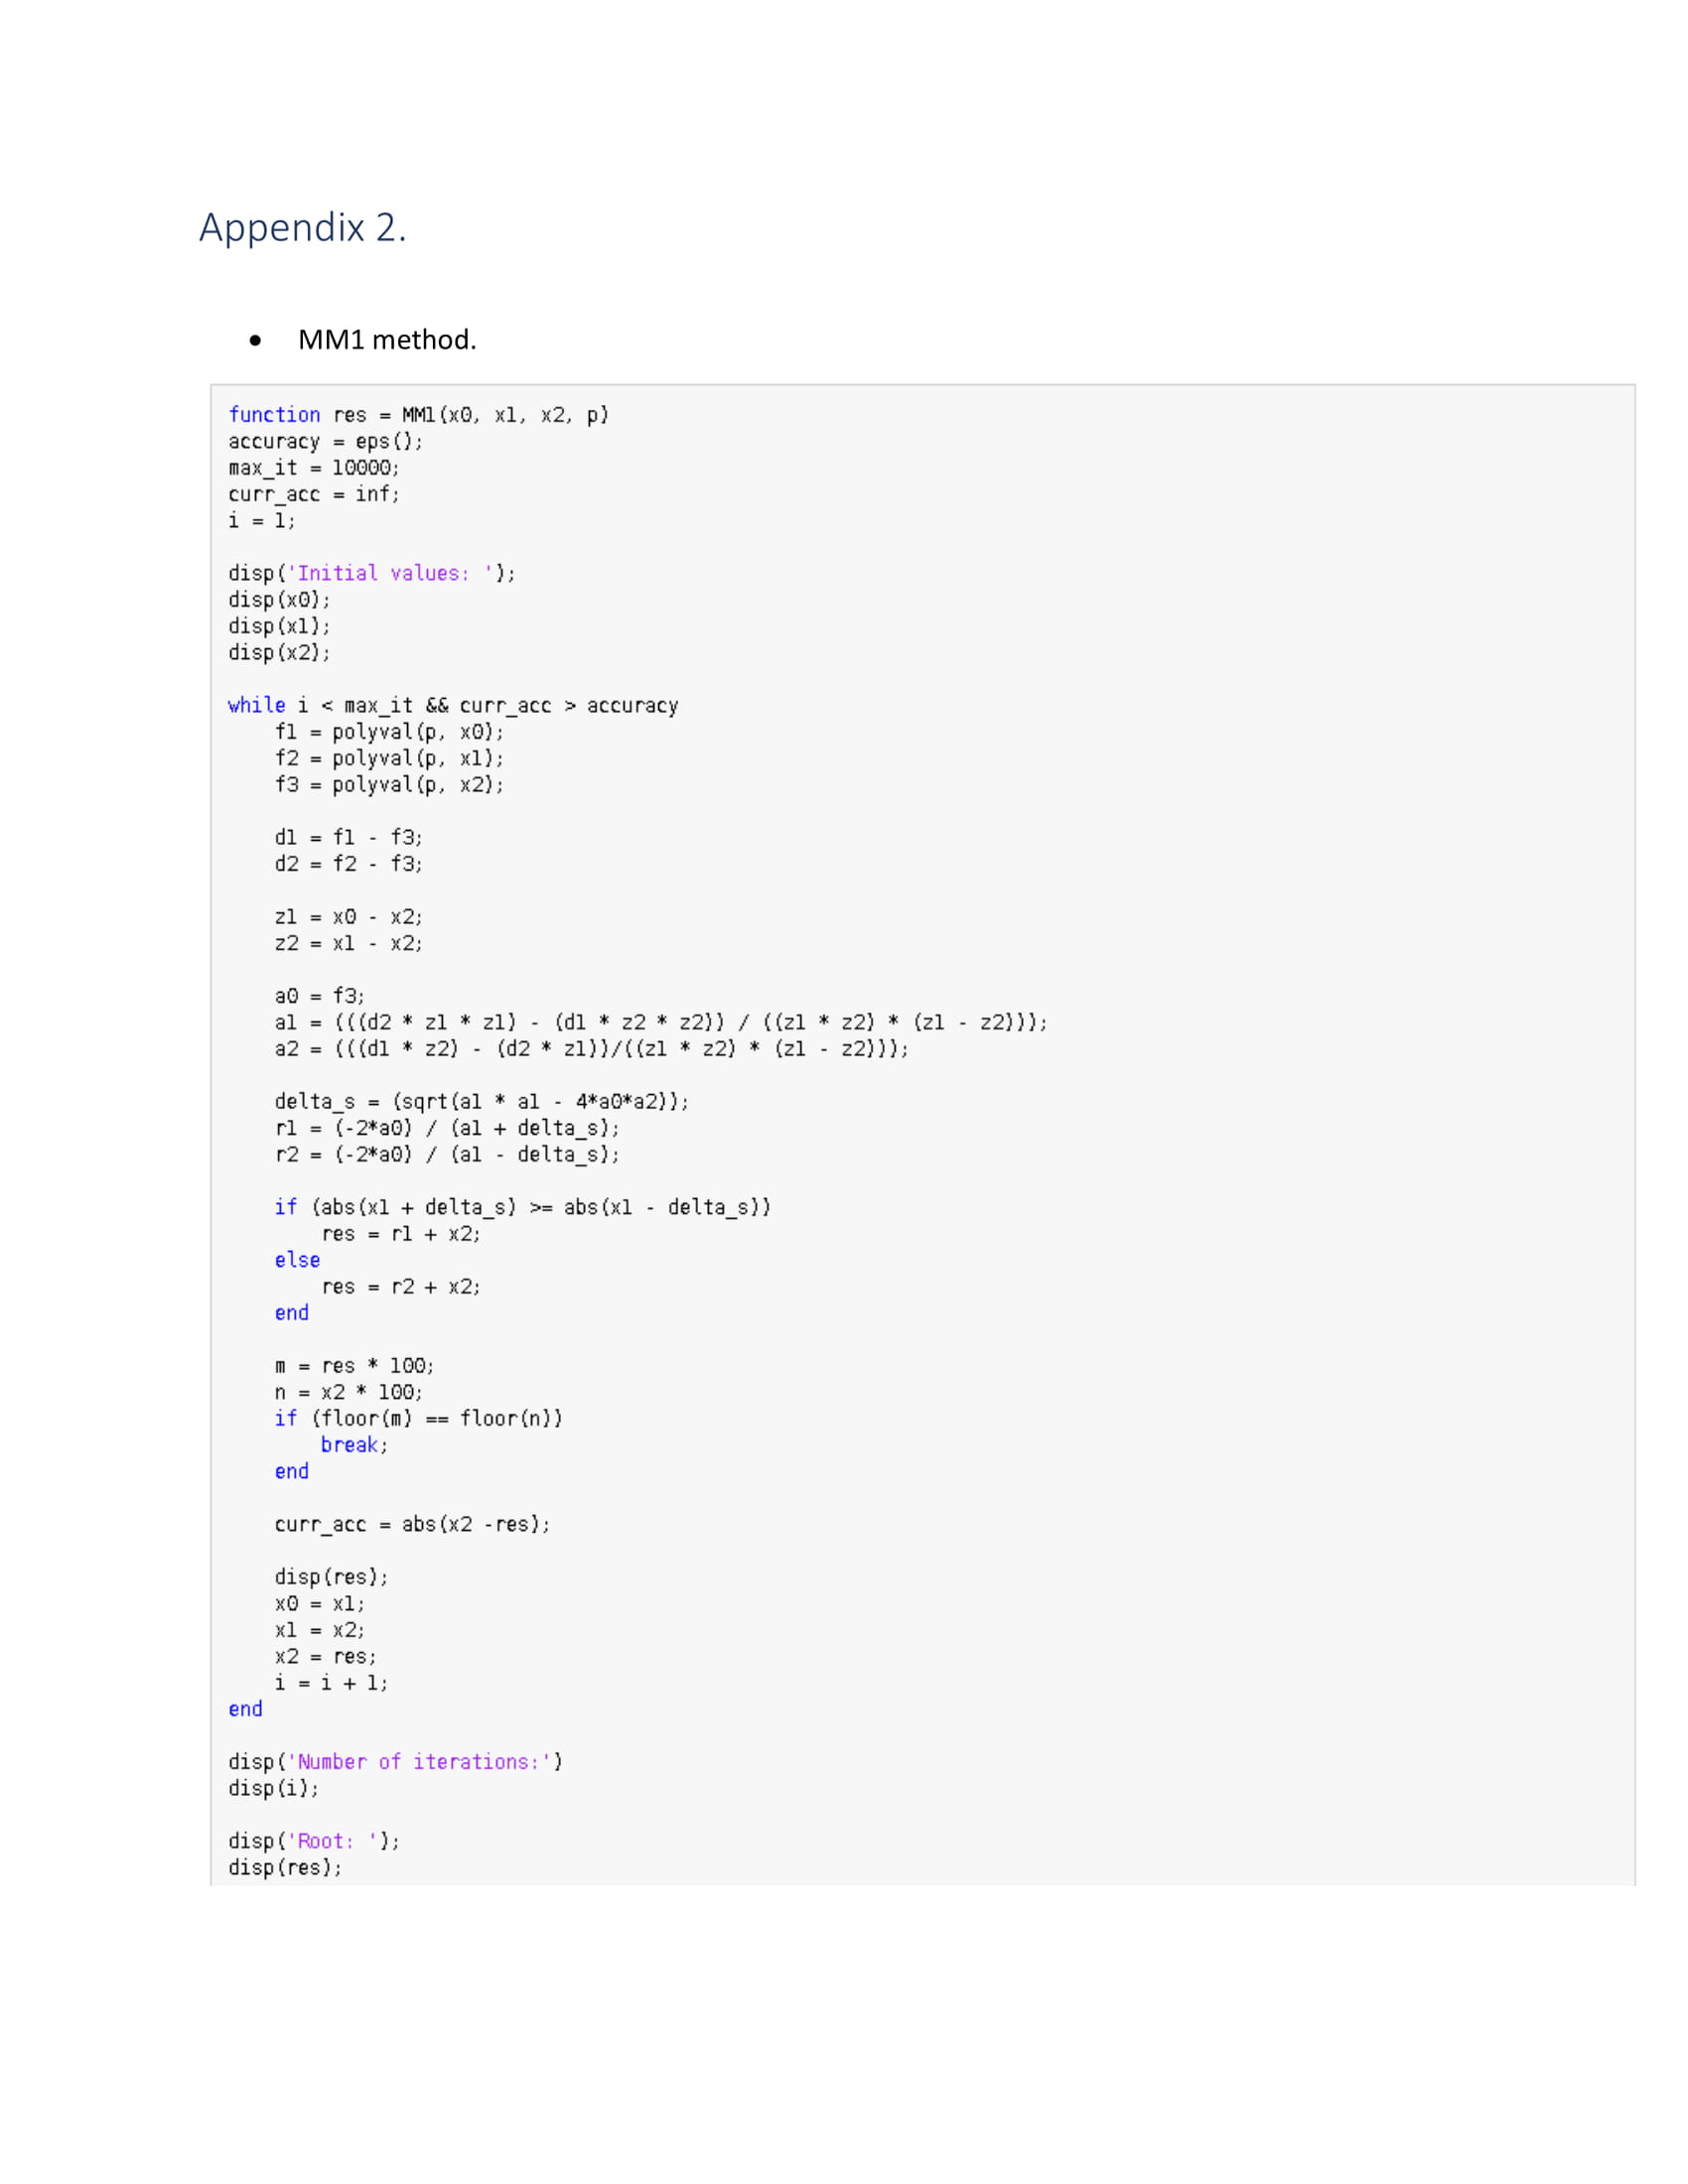 Appendix 2.
• MM1 method.
function res = MM1(x0, x1, x2, p)
accuracy = eps();
max_it = 10000;
curr_acc = inf;
i = 1;
disp('Initial values: ');
disp(x0);
disp(x1);
disp(x2);
while i < max_it && curr_acc > accuracy
f1 = polyval(p, x0);
f2 = polyval(p, x1);
f3 = polyval(p, x2);
d1 = f1 - f3;
d2 = f2 - f3;
z1 = x0 - x2;
z2 = x1 - x2;
a0 = f3;
a1 = (((d2 * z1 * z1) - (d1 * z2 * z2)) / ((z1 * z2) * (z1 - z2)));
a2 = (((d1 * z2) - (d2 * z1))/((z1 * z2) * (z1 - z2)));
delta_s = (sqrt(a1 * a1 - 4*a0*a2));
r1 = (-2*a0) / (a1 + delta_s);
r2 = (-2*a0) / (a1 - delta_s);
if (abs(x1 + delta_s) >= abs(x1 - delta_s))
res = r1 + x2;
else
res = r2 + x2;
end
m = res * 100;
n = x2 * 100;
if (floor(m) == floor(n))
break;
end
curr_acc = abs(x2 -res);
disp(res);
x0 = x1;
x1 = x2;
x2 = res;
i = i + 1;
end
disp('Number of iterations:')
disp(i);
disp('Root: ');
disp(res);